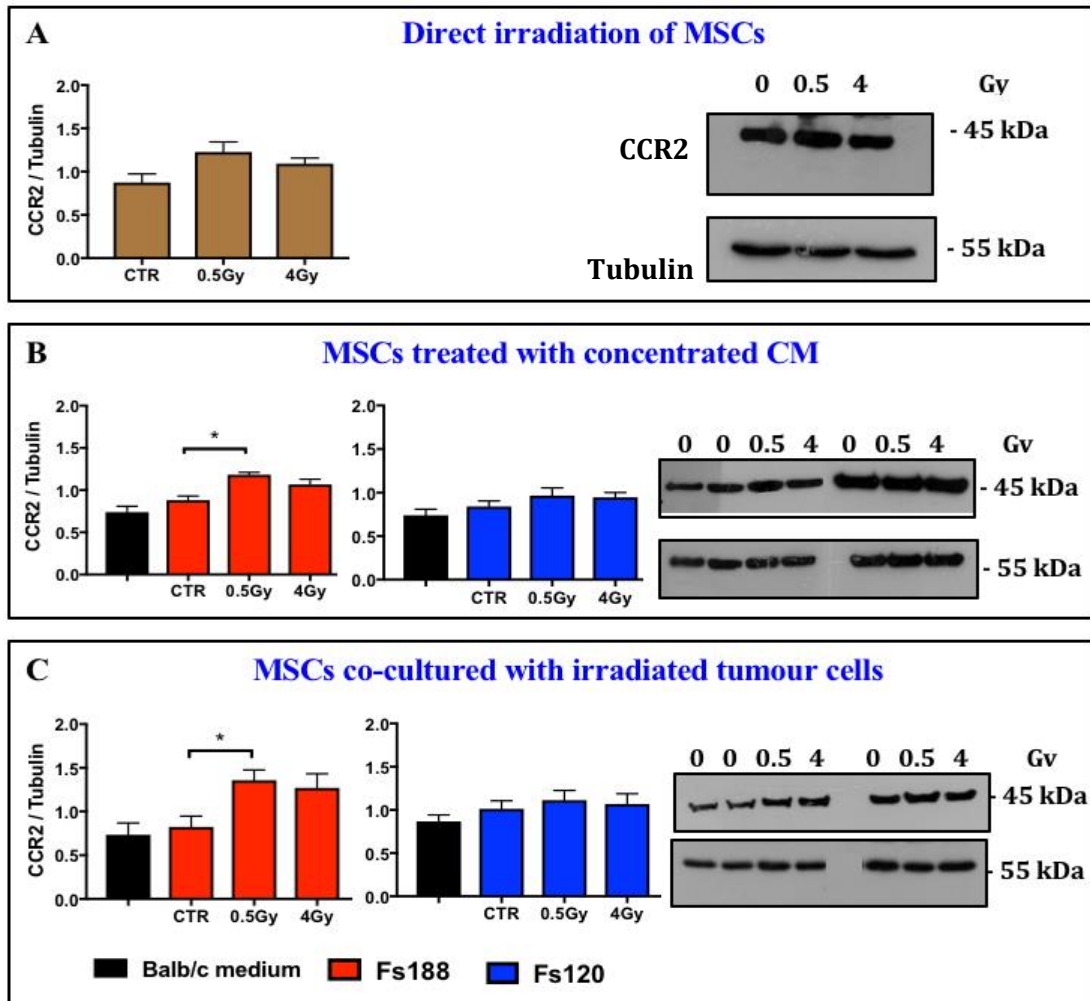 A
Direct irradiation of MSCs
CCR2 / Tubulin
2.0
1.5
1.0
0.5
0.0
CTR 0.5Gy 4Gy
0 0.5 4 Gy
CCR2
- 45 kDa
Tubulin
- 55 kDa
B
MSCs treated with concentrated CM
CCR2 / Tubulin
2.0
1.5
1.0
0.5
0.0
*
CTR 0.5Gy 4Gy
2.0
1.5
1.0
0.5
0.0
CTR 0.5Gy 4Gy
0 0 0.5 4 0 0.5 4 Gv
- 45 kDa
- 55 kDa
C
MSCs co-cultured with irradiated tumour cells
CCR2 / Tubulin
2.0
1.5
1.0
0.5
0.0
*
CTR 0.5Gy 4Gy
2.0
1.5
1.0
0.5
0.0
CTR 0.5Gy 4Gy
0 0 0.5 4 0 0.5 4 Gv
- 45 kDa
- 55 kDa
Balb/c medium Fs188 Fs120